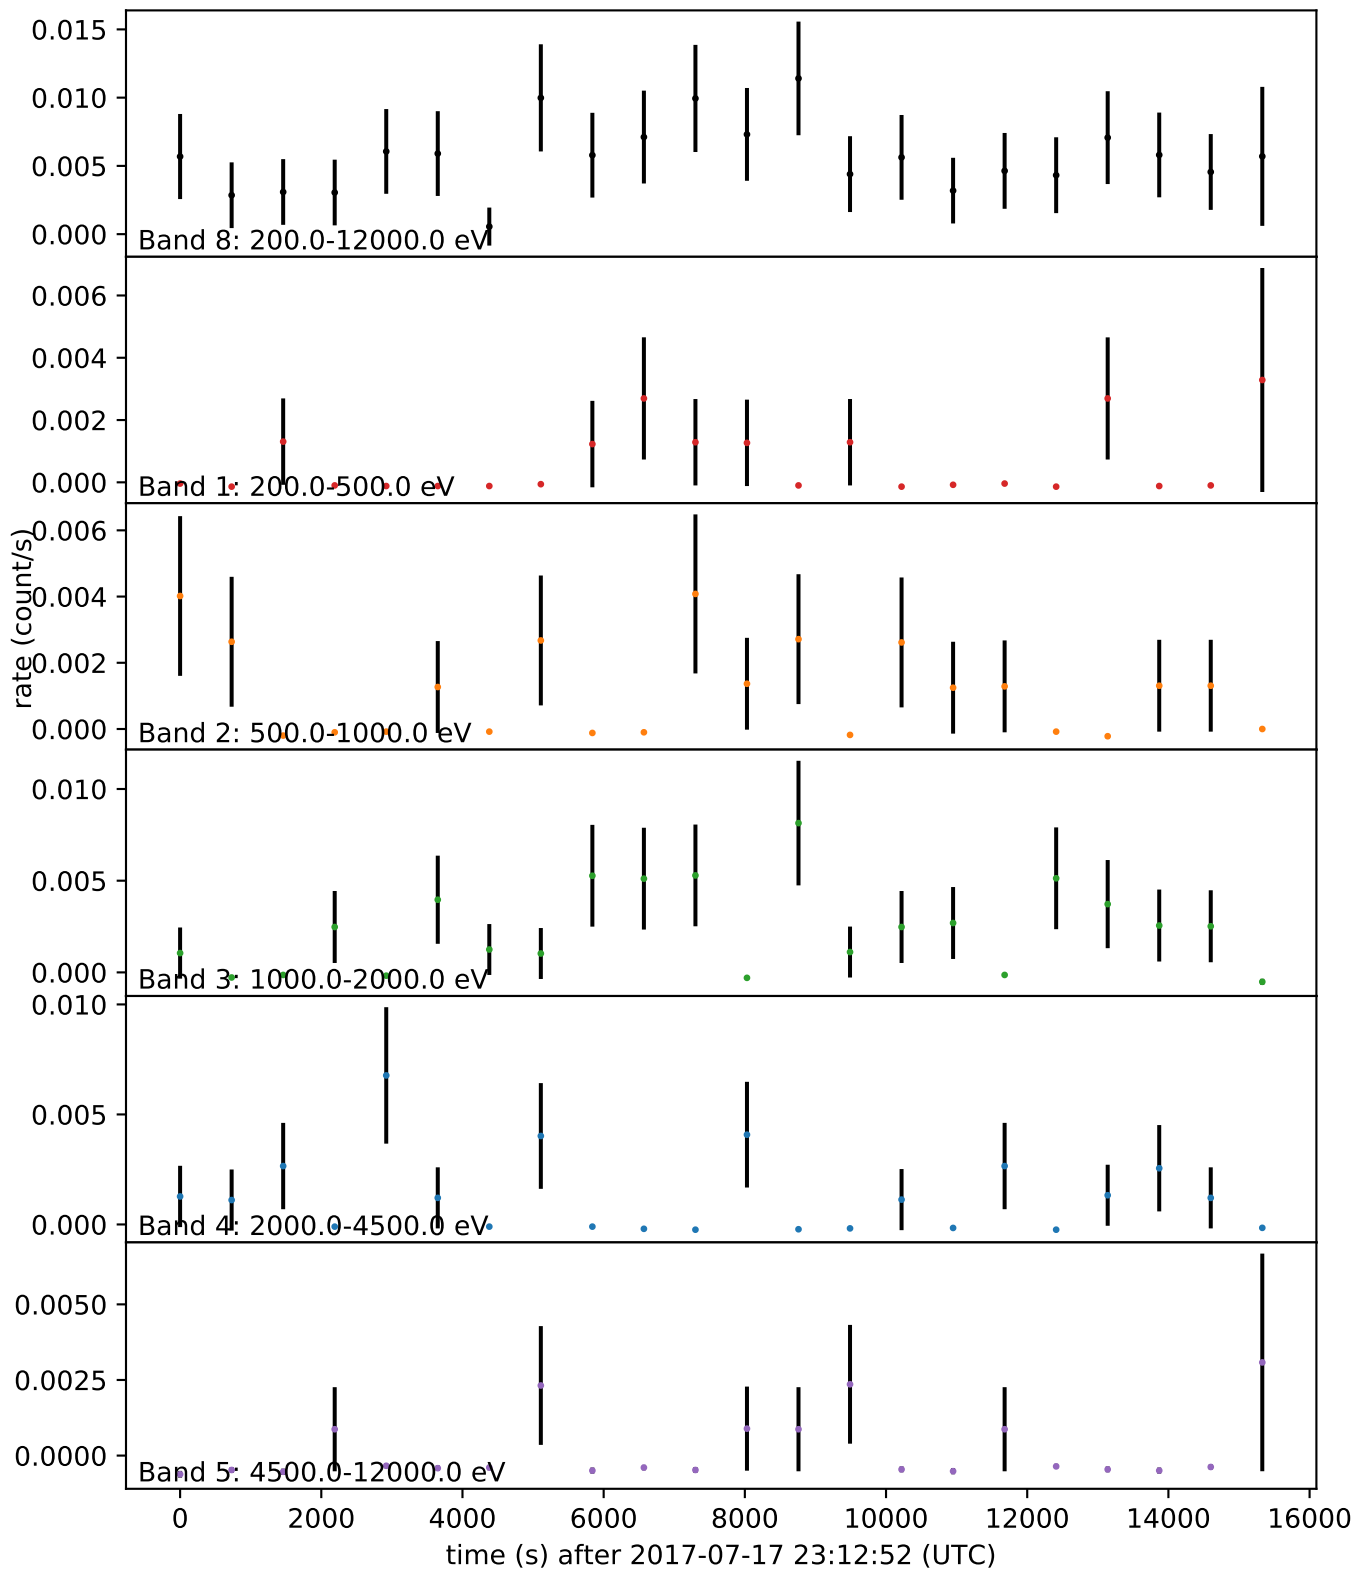 0.015
0.010
0.005
0.000
Band 8: 200.0-12000.0 eV
0.006
0.004
0.002
0.000
Band 1: 200.0-500.0 eV
rate (count/s)
0.006
0.004
0.002
0.000
Band 2: 500.0-1000.0 eV
0.010
0.005
0.000
Band 3: 1000.0-2000.0 eV
0.010
0.005
0.000
Band 4: 2000.0-4500.0 eV
0.0050
0.0025
0.0000
Band 5: 4500.0-12000.0 eV
0 2000 4000 6000 8000 10000 12000 14000 16000
time (s) after 2017-07-17 23:12:52 (UTC)